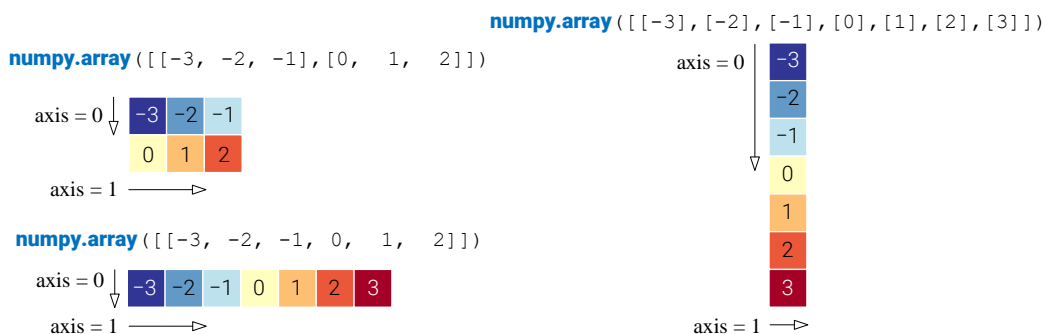 numpy.array([[-3, -2, -1],[0, 1, 2]])
axis = 0
−3 −2 −1
0 1 2
axis = 1
numpy.array([[-3, -2, -1, 0, 1, 2]])
axis = 0
−3 −2 −1 0 1 2 3
axis = 1
numpy.array([[-3],[-2],[-1],[0],[1],[2],[3]])
axis = 0
−3
−2
−1
0
1
2
3
axis = 1